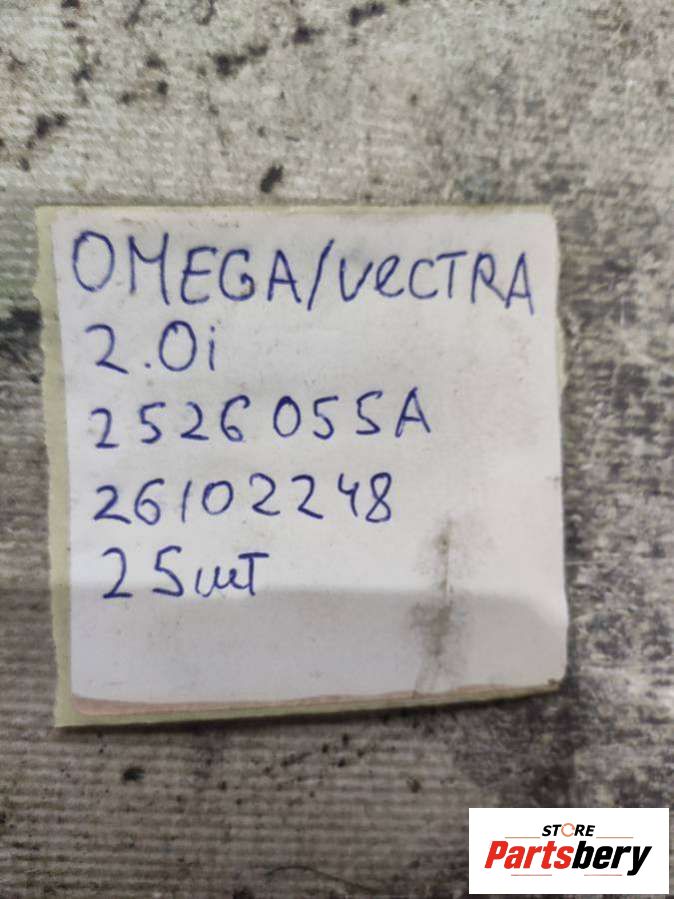 OMEGA/VECTRA
2.0i
2526055A
26102248
25шт
STORE
Partsbery